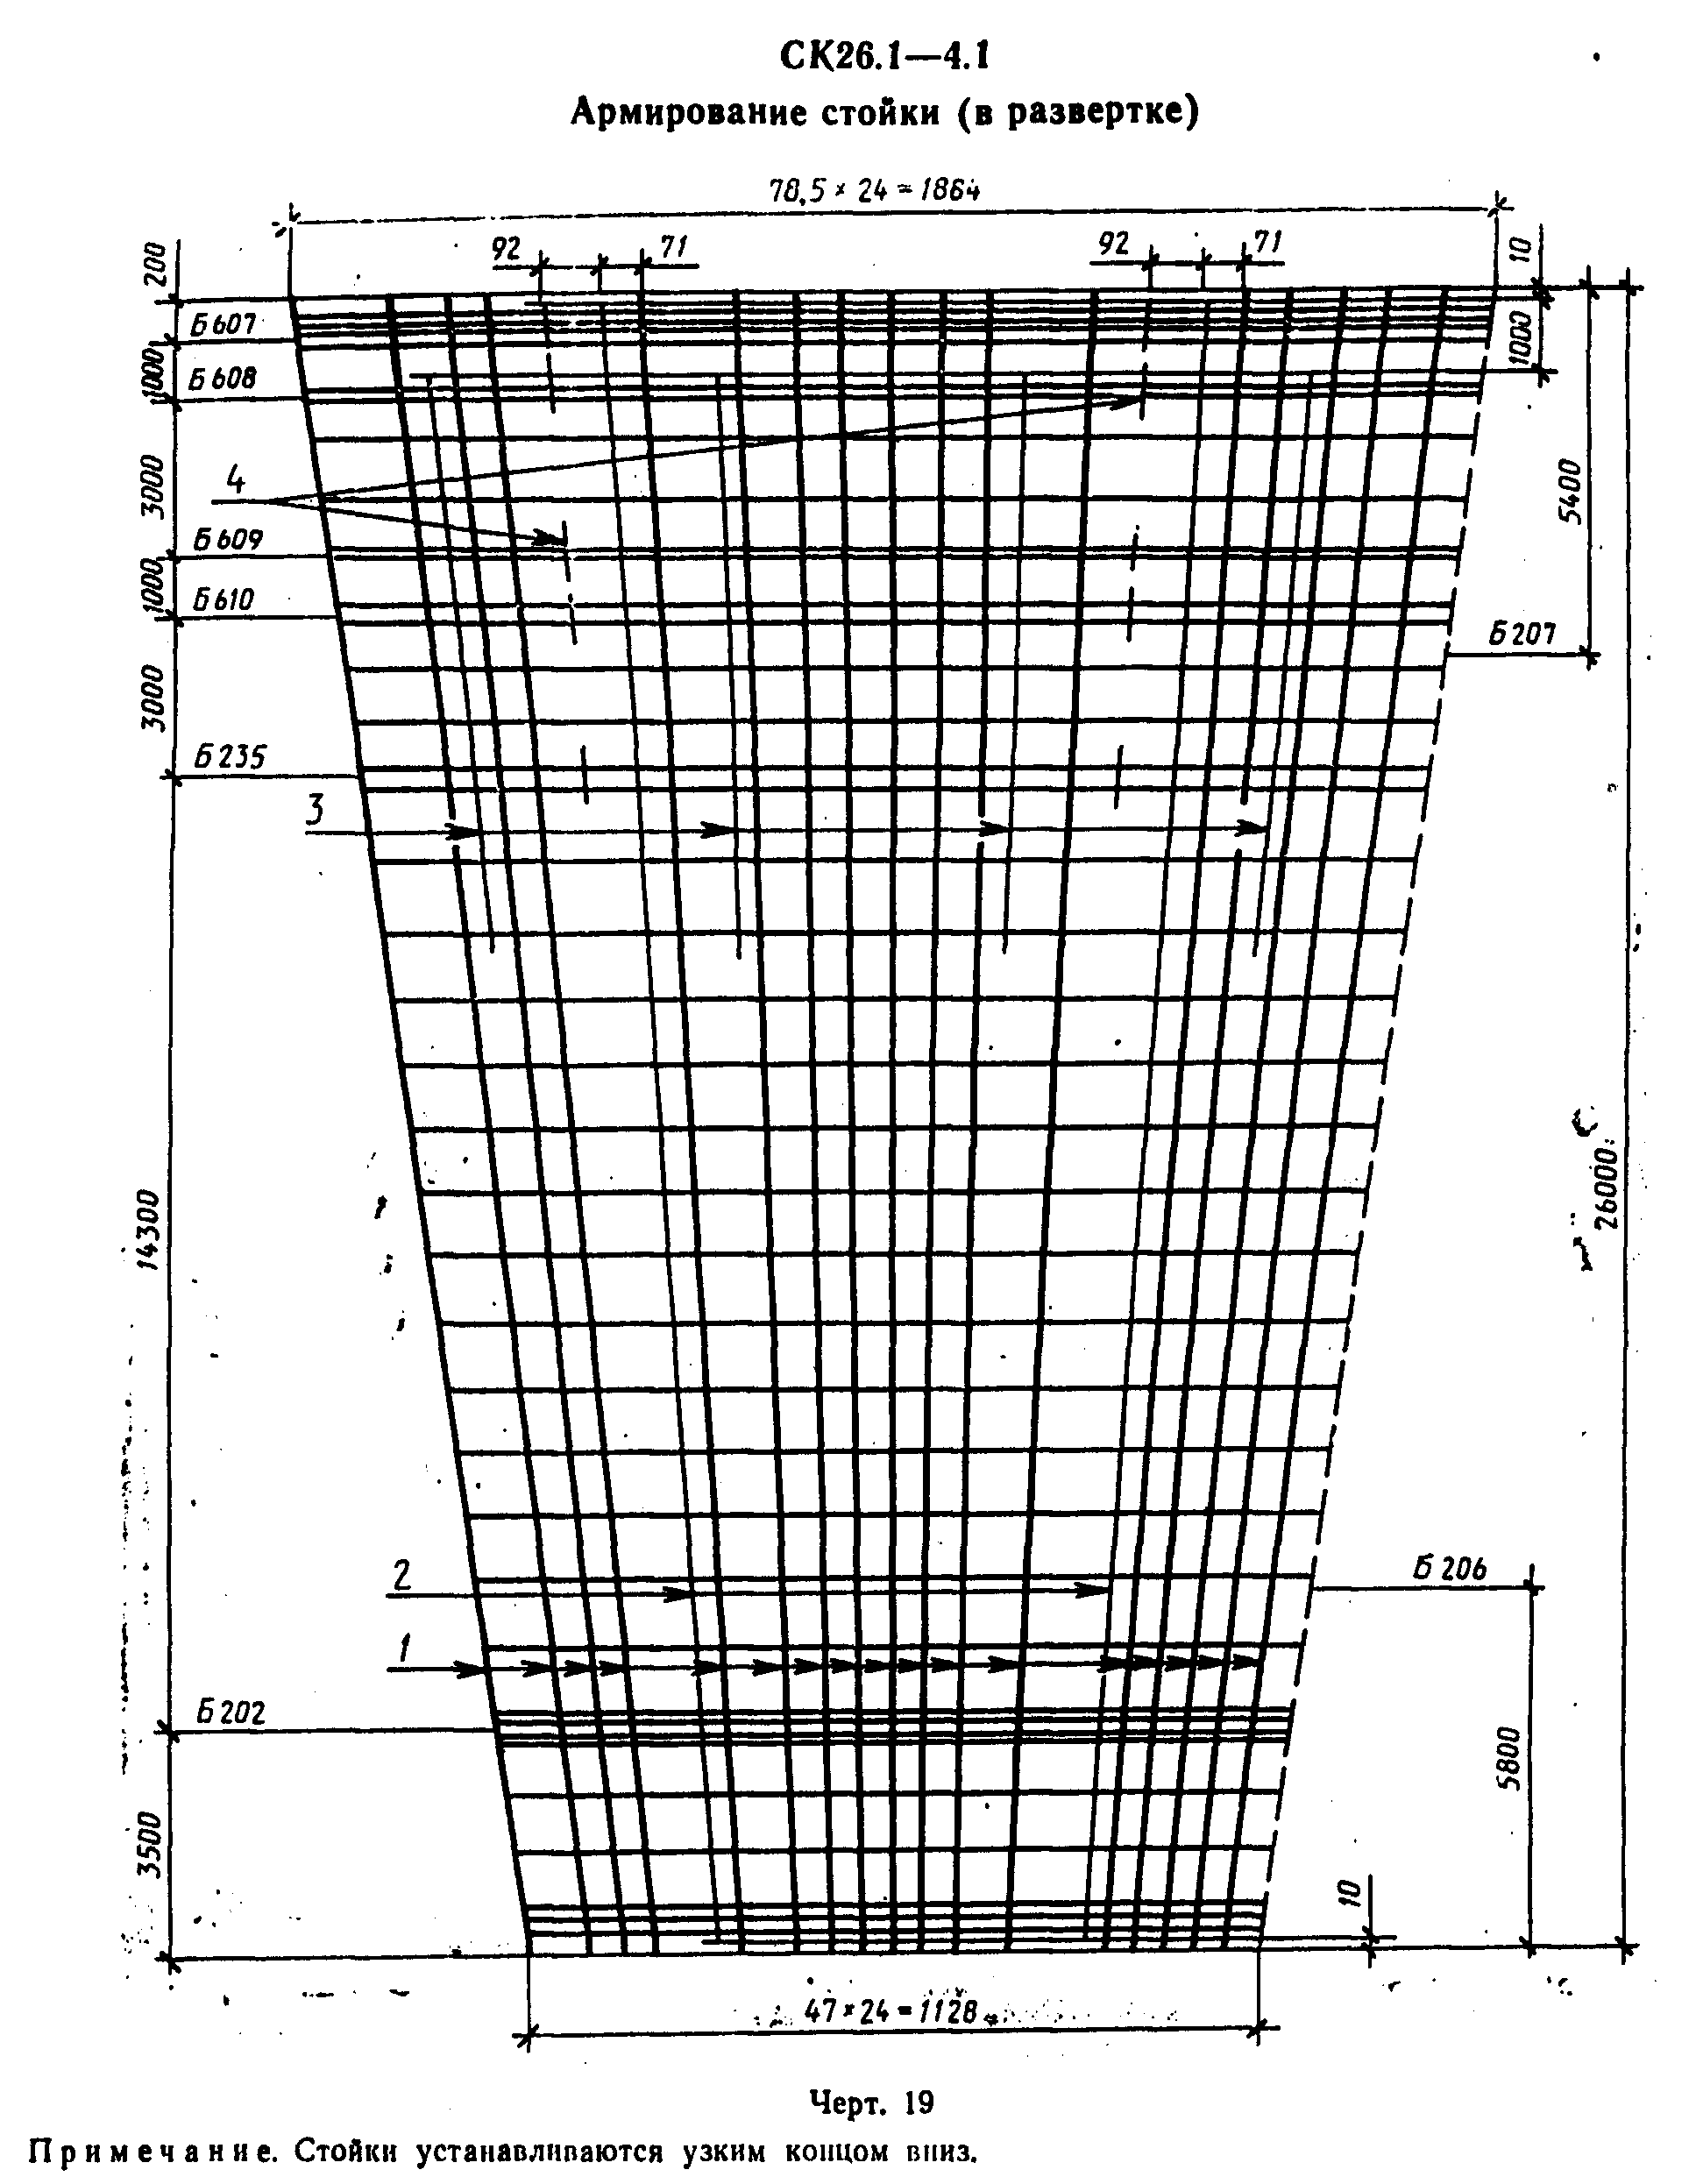 СК26.1—4.1
Армирование стойки (в развертке)
78,5 × 24 = 1864
92 71 92 71
200 10
Б 607
1000 1000
Б 608
3000 4 5400
Б 609
1000 Б 610
Б 207
3000
Б 235
3
14300 26000
2 Б 206
1
Б 202
5800
3500
10
47 × 24 = 1128
Черт. 19
Примечание. Стойки устанавливаются узким концом вниз.